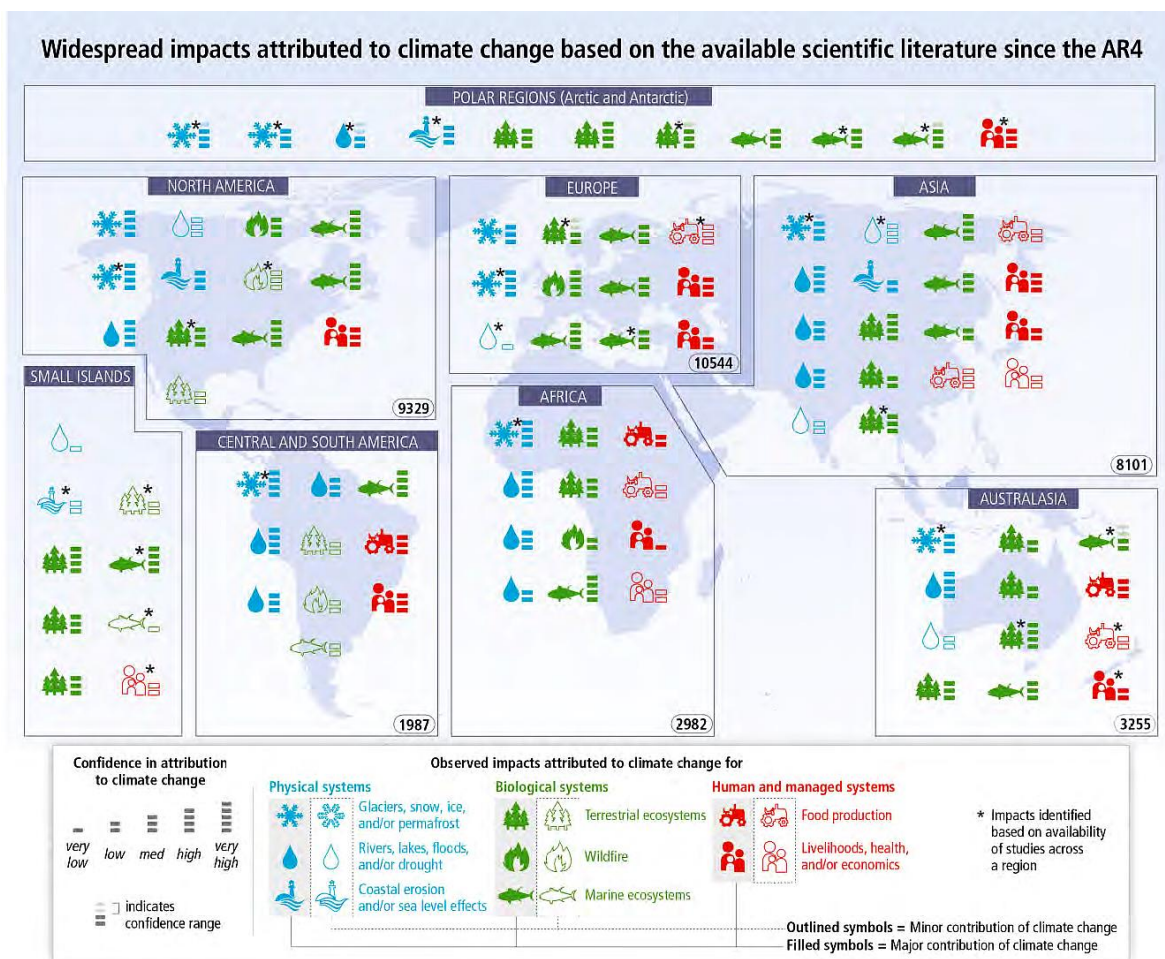 Widespread impacts attributed to climate change based on the available scientific literature since the AR4
POLAR REGIONS (Arctic and Antarctic)
NORTH AMERICA
EUROPE
ASIA
10544
SMALL ISLANDS
AFRICA
9329
CENTRAL AND SOUTH AMERICA
8101
AUSTRALASIA
1987
2982
3255
Confidence in attribution
to climate change
very
low
low
med
high
very
high
indicates
confidence range
Observed impacts attributed to climate change for
Physical systems
Glaciers, snow, ice,
and/or permafrost
Rivers, lakes, floods,
and/or drought
Coastal erosion
and/or sea level effects
Biological systems
Terrestrial ecosystems
Wildfire
Marine ecosystems
Human and managed systems
Food production
Livelihoods, health,
and/or economics
* Impacts identified
based on availability
of studies across
a region
Outlined symbols = Minor contribution of climate change
Filled symbols = Major contribution of climate change